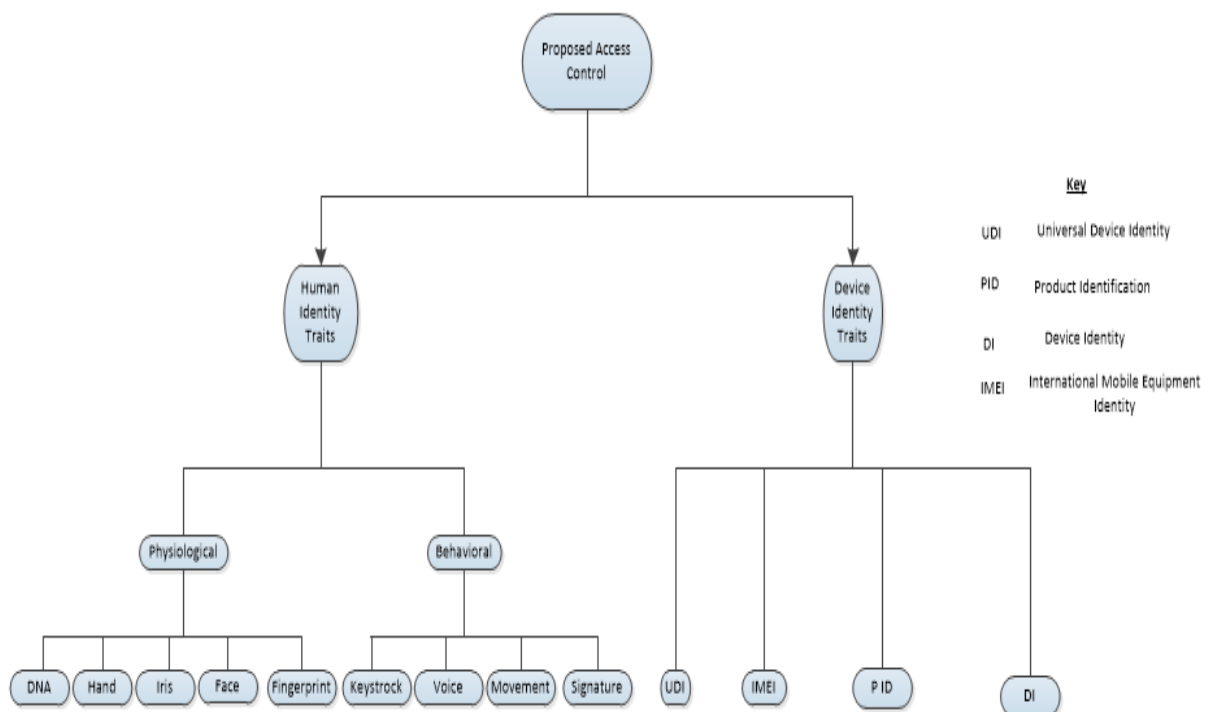 Proposed Access
Control
Key
UDI Universal Device Identity
PID Product Identification
DI Device Identity
IMEI International Mobile Equipment
Identity
Human
Identity
Traits
Device
Identity
Traits
Physiological
Behavioral
DNA
Hand
Iris
Face
Fingerprint
Keystrock
Voice
Movement
Signature
UDI
IMEI
P ID
DI